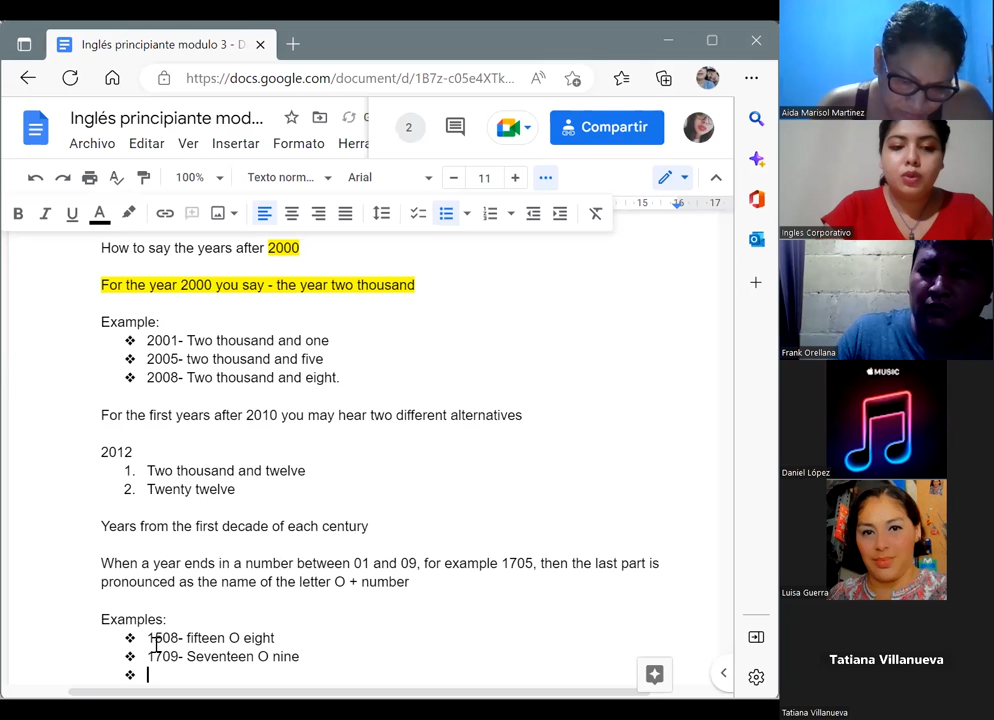 Inglés principiante modulo 3 - D
https://docs.google.com/document/d/1B7z-c05e4XTk...
Inglés principiante mod...
Archivo Editar Ver Insertar Formato Herra
2
Compartir
100% Texto norm... Arial 11
15 16 17
How to say the years after 2000
For the year 2000 you say - the year two thousand
Example:
❖ 2001- Two thousand and one
❖ 2005- two thousand and five
❖ 2008- Two thousand and eight.
For the first years after 2010 you may hear two different alternatives
2012
1. Two thousand and twelve
2. Twenty twelve
Years from the first decade of each century
When a year ends in a number between 01 and 09, for example 1705, then the last part is
pronounced as the name of the letter O + number
Examples:
❖ 1508- fifteen O eight
❖ 1709- Seventeen O nine
❖
Aida Marisol Martinez
Ingles Corporativo
Frank Orellana
MUSIC
Daniel López
Luisa Guerra
Tatiana Villanueva
Tatiana Villanueva